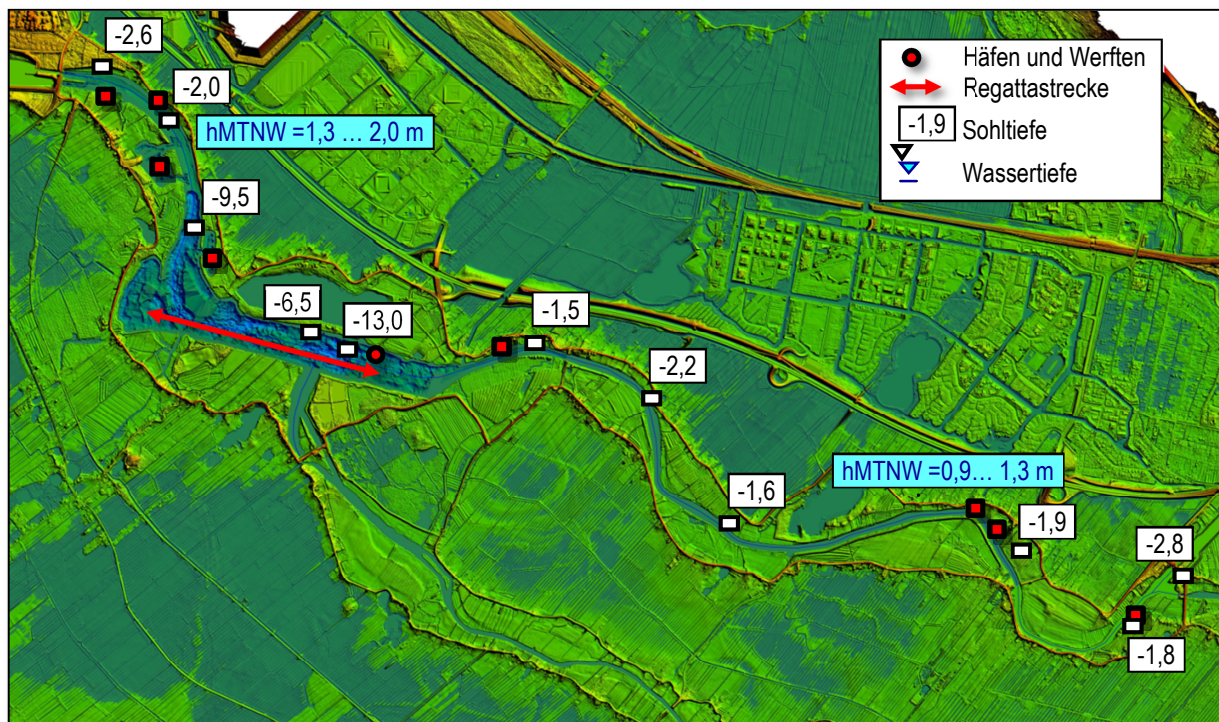 -2,6
-2,0
hMTNW =1,3 … 2,0 m
-9,5
-6,5
-13,0
-1,5
-2,2
-1,6
hMTNW =0,9… 1,3 m
-1,9
-2,8
-1,8
Häfen und Werften
Regattastrecke
-1,9 Sohltiefe
Wassertiefe